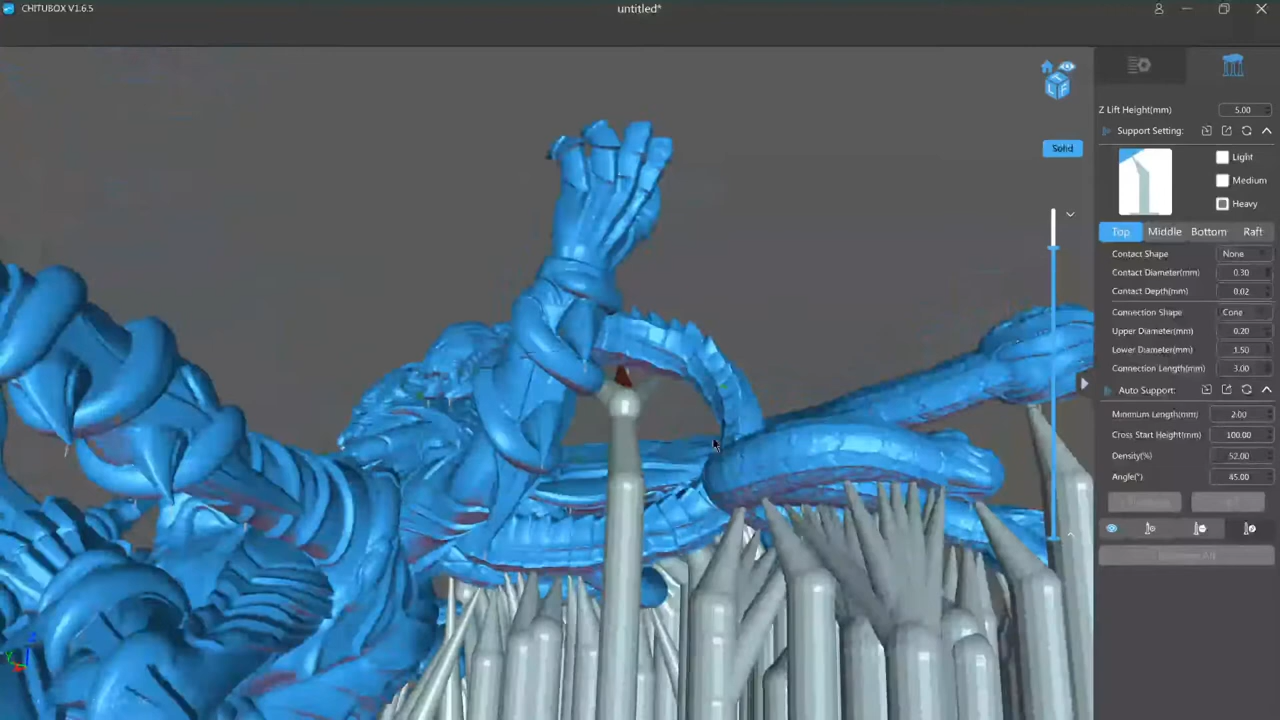 CHITUBOX V1.6.5
untitled*
Z Lift Height(mm) 5.00
Support Setting:
Light
Medium
Heavy
Top Middle Bottom Raft
Contact Shape None
Contact Diameter(mm) 0.30
Contact Depth(mm) 0.02
Connection Shape Cone
Upper Diameter(mm) 0.20
Lower Diameter(mm) 1.50
Connection Length(mm) 3.00
Auto Support:
Minimum Length(mm) 2.00
Cross Start Height(mm) 100.00
Density(%) 52.00
Angle(°) 45.00
Solid
L F